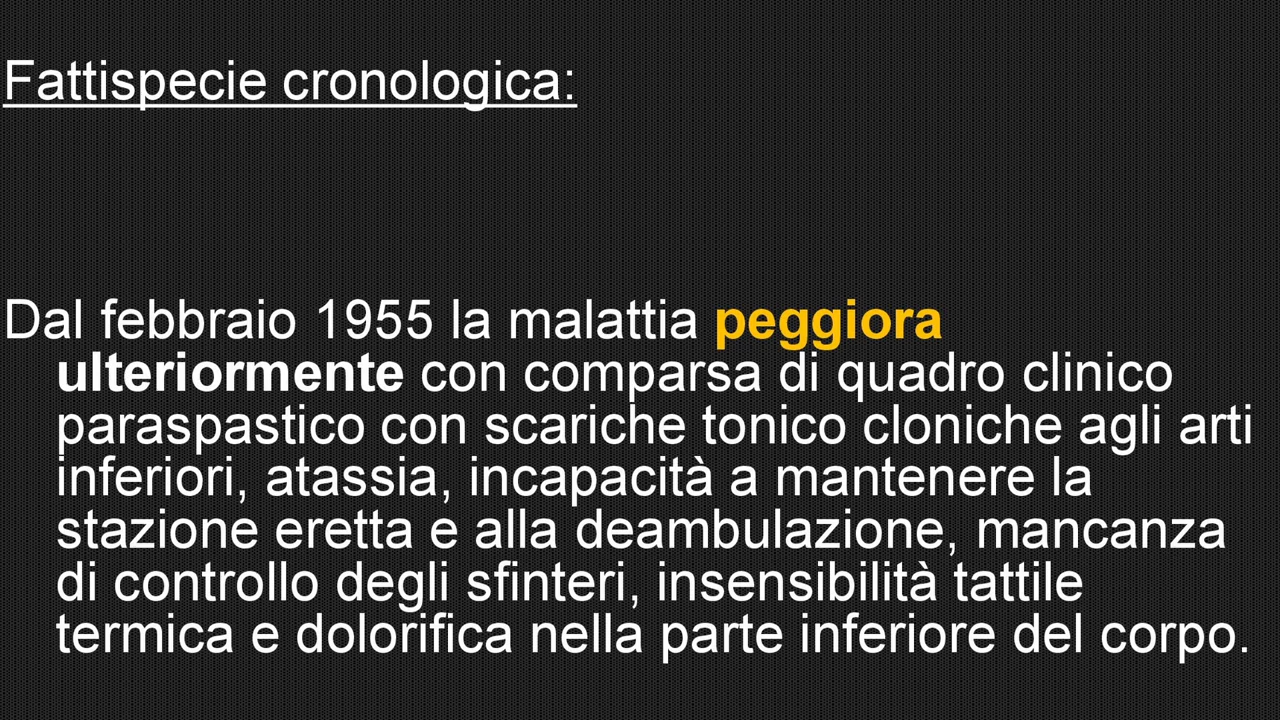 Fattispecie cronologica:
Dal febbraio 1955 la malattia peggiora
ulteriormente con comparsa di quadro clinico
paraspastico con scariche tonico cloniche agli arti
inferiori, atassia, incapacità a mantenere la
stazione eretta e alla deambulazione, mancanza
di controllo degli sfinteri, insensibilità tattile
termica e dolorifica nella parte inferiore del corpo.